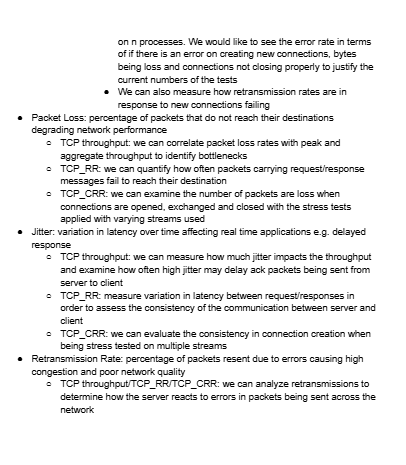 on n processes. We would like to see the error rate in terms
of if there is an error on creating new connections, bytes
being loss and connections not closing properly to justify the
current numbers of the tests
• We can also measure how retransmission rates are in
response to new connections failing
• Packet Loss: percentage of packets that do not reach their destinations
degrading network performance
○ TCP throughput: we can correlate packet loss rates with peak and
aggregate throughput to identify bottlenecks
○ TCP_RR: we can quantify how often packets carrying request/response
messages fail to reach their destination
○ TCP_CRR: we can examine the number of packets are loss when
connections are opened, exchanged and closed with the stress tests
applied with varying streams used
• Jitter: variation in latency over time affecting real time applications e.g. delayed
response
○ TCP throughput: we can measure how much jitter impacts the throughput
and examine how often high jitter may delay ack packets being sent from
server to client
○ TCP_RR: measure variation in latency between request/responses in
order to assess the consistency of the communication between server and
client
○ TCP_CRR: we can evaluate the consistency in connection creation when
being stress tested on multiple streams
• Retransmission Rate: percentage of packets resent due to errors causing high
congestion and poor network quality
○ TCP throughput/TCP_RR/TCP_CRR: we can analyze retransmissions to
determine how the server reacts to errors in packets being sent across the
network